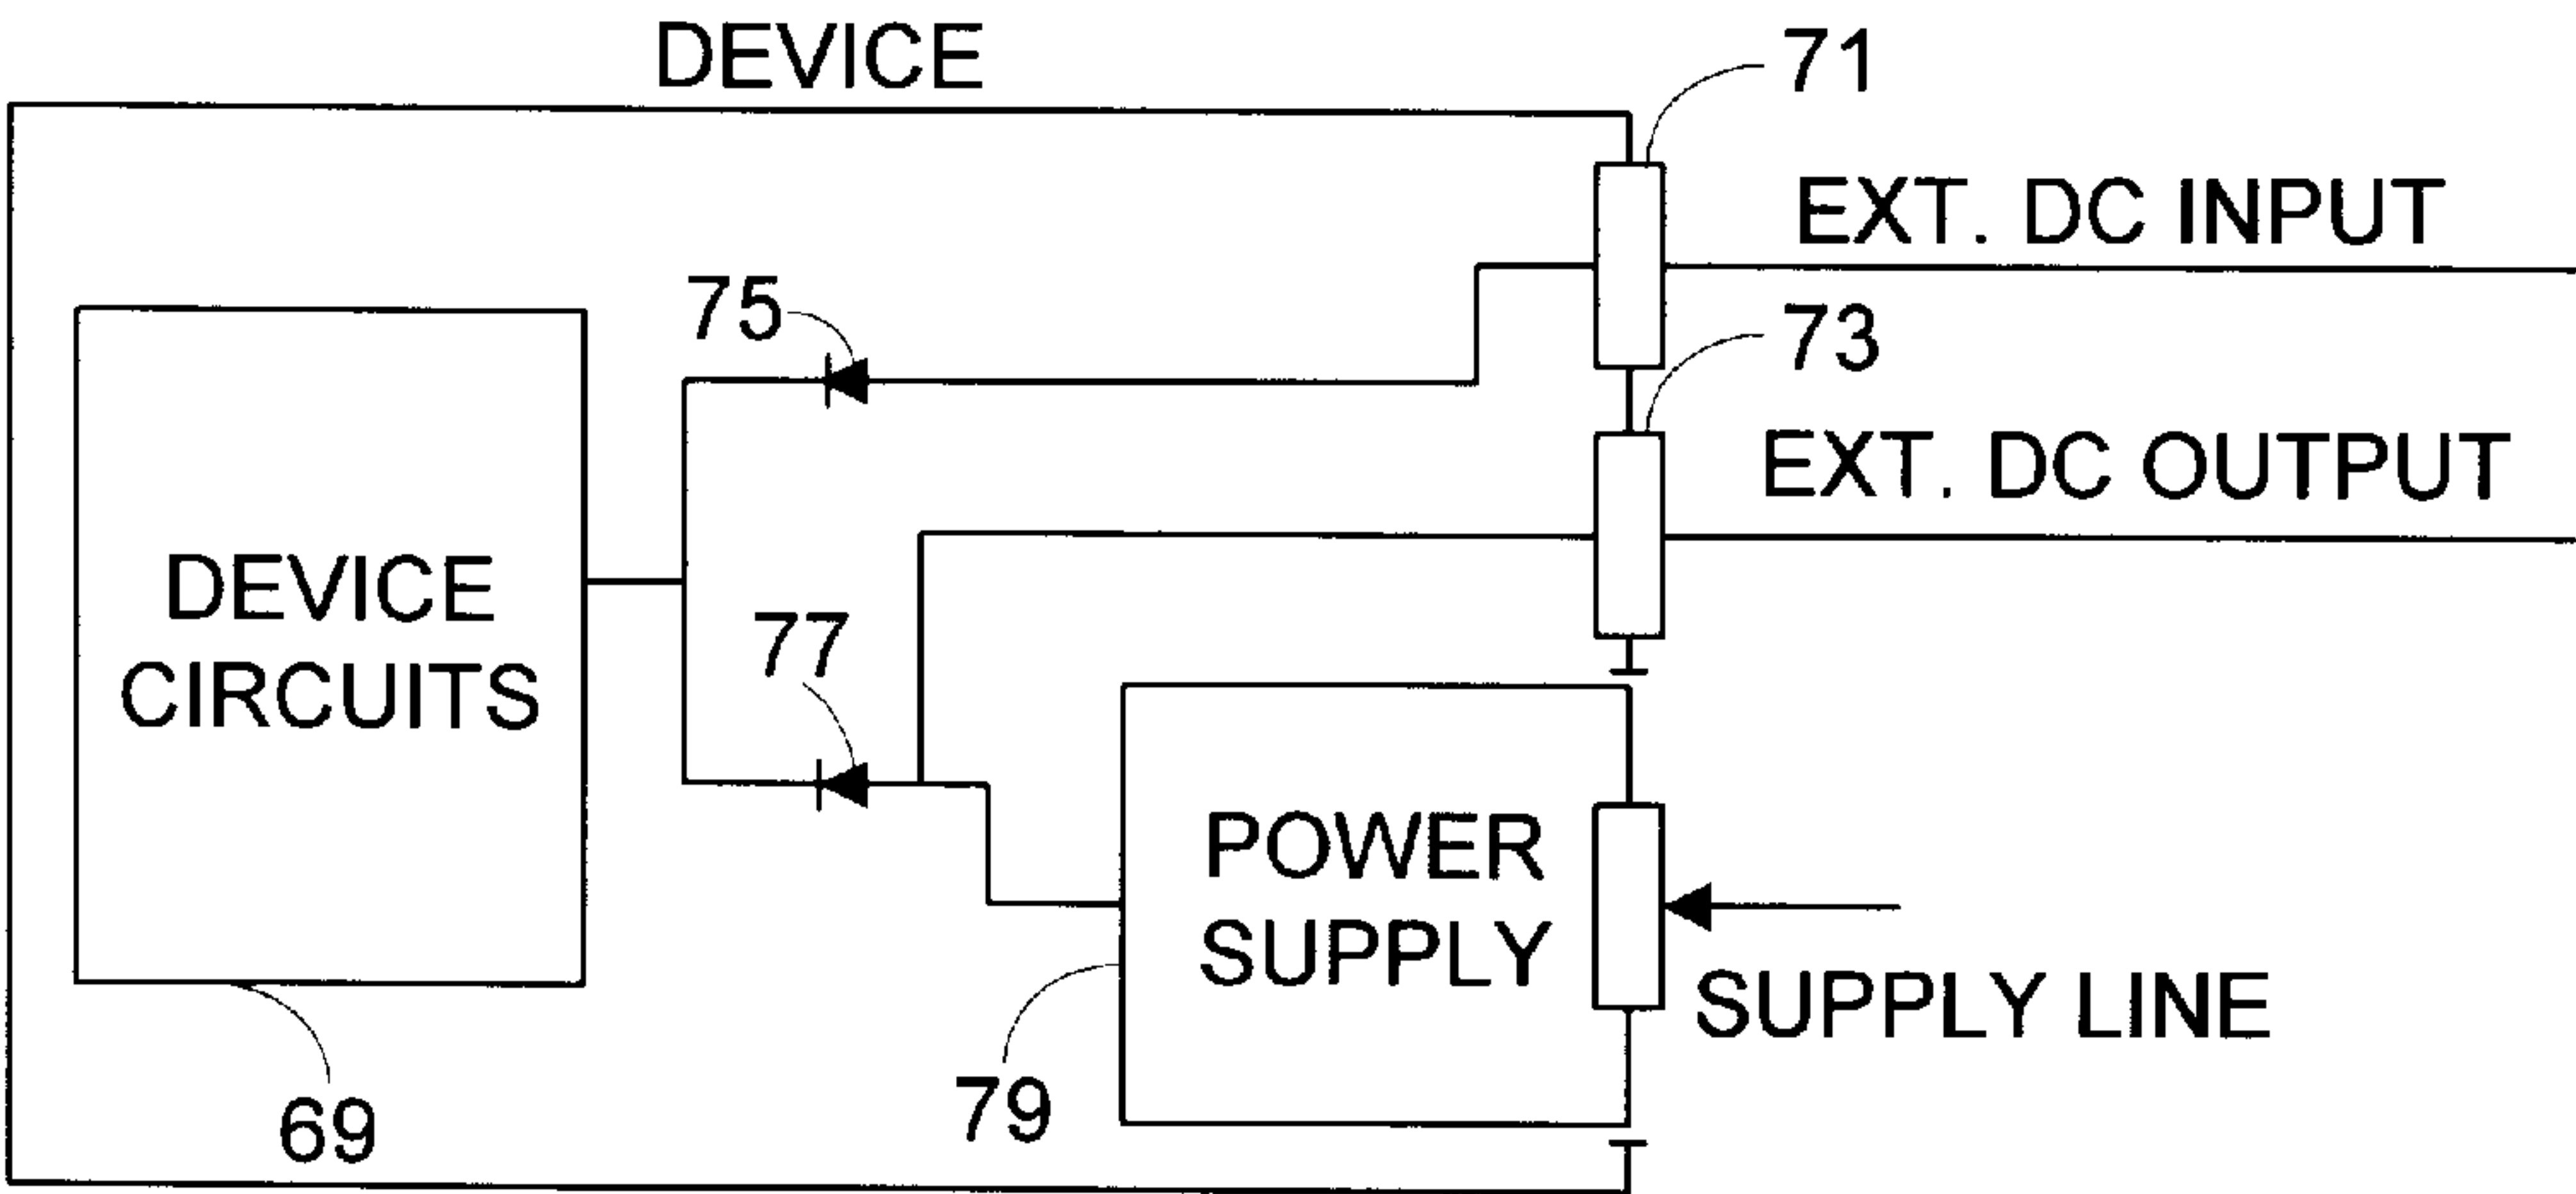 DEVICE
71
EXT. DC INPUT
75
73
EXT. DC OUTPUT
DEVICE
CIRCUITS
77
POWER
SUPPLY
SUPPLY LINE
79
69